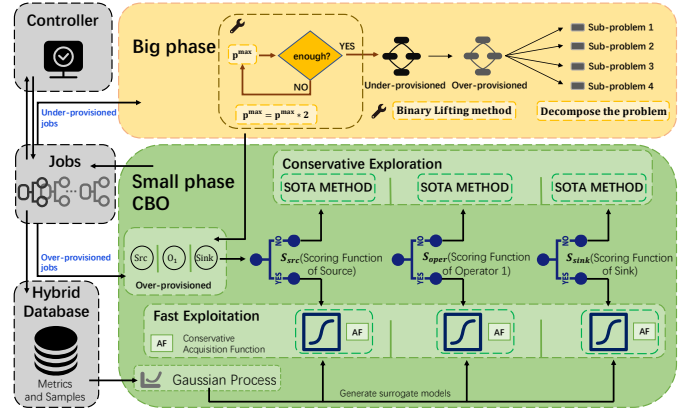 Controller
Big phase
p^max
enough?
YES
NO
p^max = p^max * 2
Under-provisioned
Over-provisioned
Binary Lifting method
Sub-problem 1
Sub-problem 2
Sub-problem 3
Sub-problem 4
Decompose the problem
Under-provisioned
jobs
Jobs
...
Over-provisioned
jobs
Small phase
CBO
Conservative Exploration
SOTA METHOD
SOTA METHOD
SOTA METHOD
Src
O₁
Sink
Over-provisioned
NO
YES
S_src(Scoring Function
of Source)
NO
YES
S_oper(Scoring Function
of Operator 1)
NO
YES
S_sink(Scoring Function
of Sink)
Fast Exploitation
AF
Conservative
Acquisition Function
AF
AF
AF
Hybrid
Database
Metrics
and Samples
Gaussian Process
Generate surrogate models